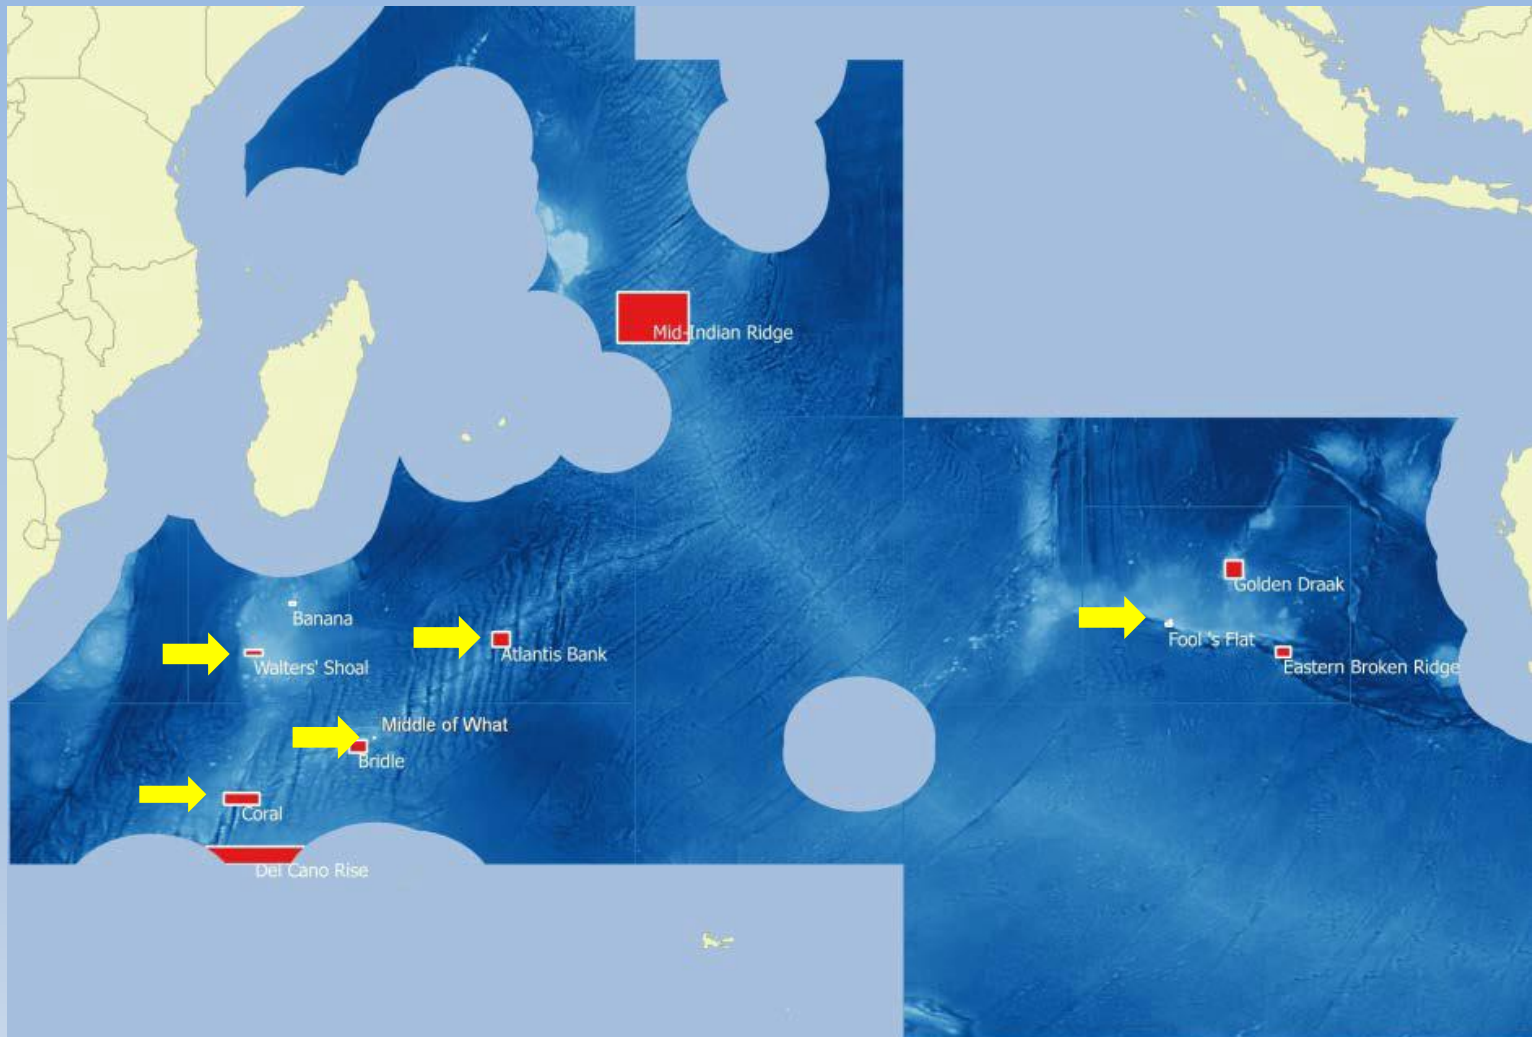 Mid-Indian Ridge
Golden Draak
Banana
Fool 's Flat
Atlantis Bank
Walters' Shoal
Eastern Broken Ridge
Middle of What
Bridle
Coral
Del Cano Rise